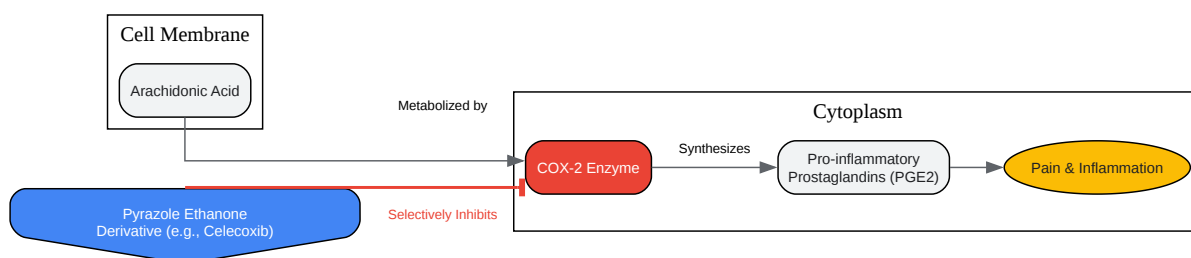 Cell Membrane
Arachidonic Acid
Metabolized by
Cytoplasm
COX-2 Enzyme
Synthesizes
Pro-inflammatory
Prostaglandins (PGE2)
Pain & Inflammation
Selectively Inhibits
Pyrazole Ethanone
Derivative (e.g., Celecoxib)